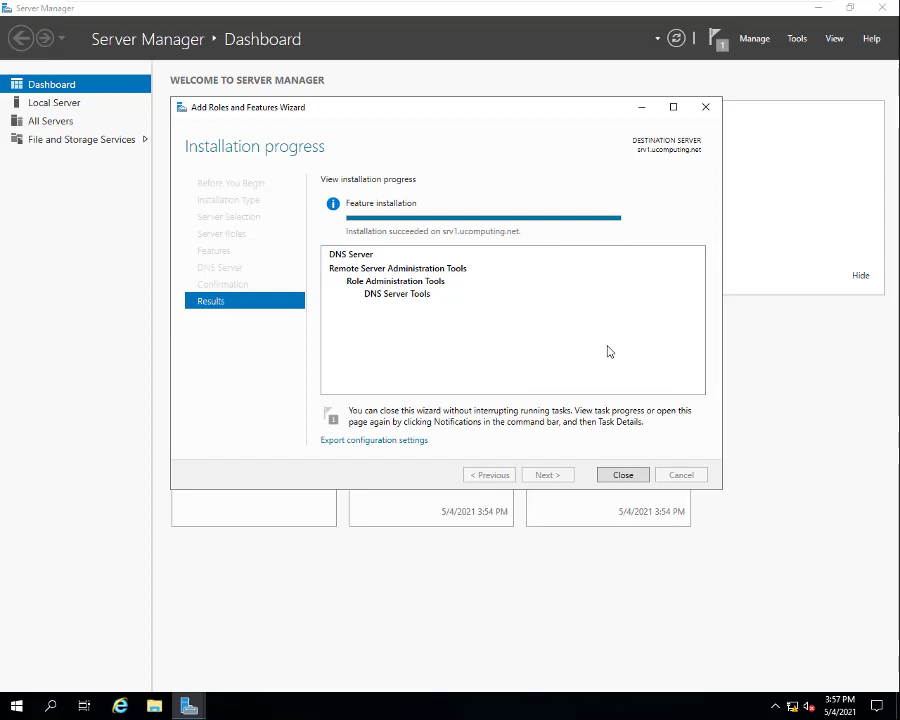 Server Manager
Server Manager • Dashboard
1
Manage
Tools
View
Help
Dashboard
Local Server
All Servers
File and Storage Services
WELCOME TO SERVER MANAGER
Add Roles and Features Wizard
Installation progress
DESTINATION SERVER
srv1.ucomputing.net
Before You Begin
Installation Type
Server Selection
Server Roles
Features
DNS Server
Confirmation
Results
View installation progress
Feature installation
Installation succeeded on srv1.ucomputing.net.
DNS Server
Remote Server Administration Tools
Role Administration Tools
DNS Server Tools
1
You can close this wizard without interrupting running tasks. View task progress or open this
page again by clicking Notifications in the command bar, and then Task Details.
Export configuration settings
< Previous
Next >
Close
Cancel
Hide
5/4/2021 3:54 PM
5/4/2021 3:54 PM
3:57 PM
5/4/2021